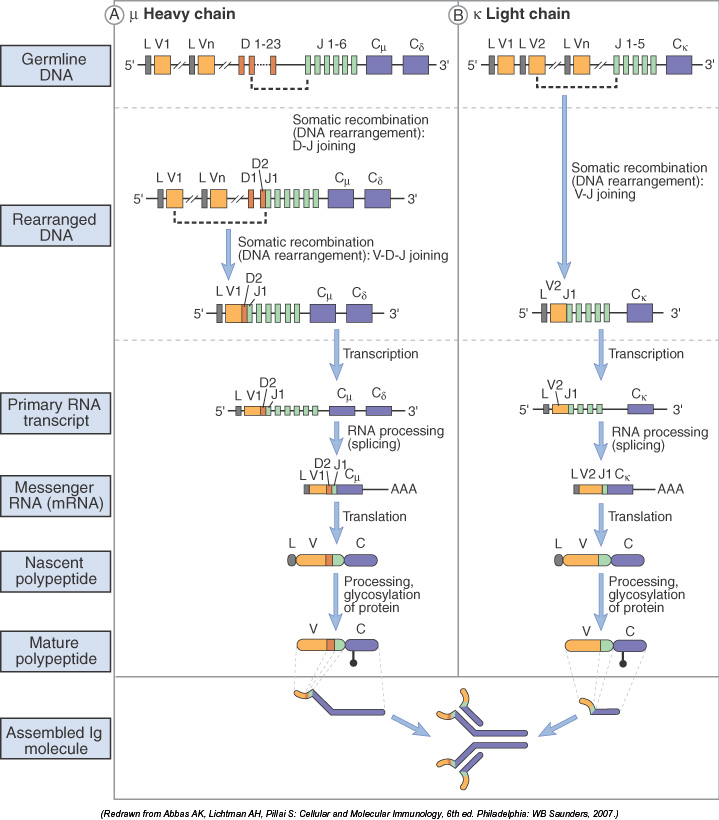 A μ Heavy chain
B κ Light chain
Germline
DNA
L V1 L Vn D 1-23 J 1-6 Cμ Cδ
5' 3'
L V1 L V2 L Vn J 1-5 Cκ
5' 3'
Somatic recombination
(DNA rearrangement):
D-J joining
Somatic recombination
(DNA rearrangement):
V-J joining
Rearranged
DNA
D2
L V1 L Vn D1 J1 Cμ Cδ
5' 3'
Somatic recombination
(DNA rearrangement): V-D-J joining
D2
L V1 J1 Cμ Cδ
5' 3'
V2
L J1 Cκ
5' 3'
Transcription
Transcription
Primary RNA
transcript
D2
L V1 J1 Cμ Cδ
5' 3'
V2
L J1 Cκ
5' 3'
RNA processing
(splicing)
RNA processing
(splicing)
Messenger
RNA (mRNA)
D2 J1
L V1 Cμ
AAA
L V2 J1 Cκ
AAA
Translation
Translation
Nascent
polypeptide
L V C
L V C
Processing,
glycosylation
of protein
Processing,
glycosylation
of protein
Mature
polypeptide
V C
V C
Assembled Ig
molecule
(Redrawn from Abbas AK, Lichtman AH, Pillai S: Cellular and Molecular Immunology, 6th ed. Philadelphia: WB Saunders, 2007.)